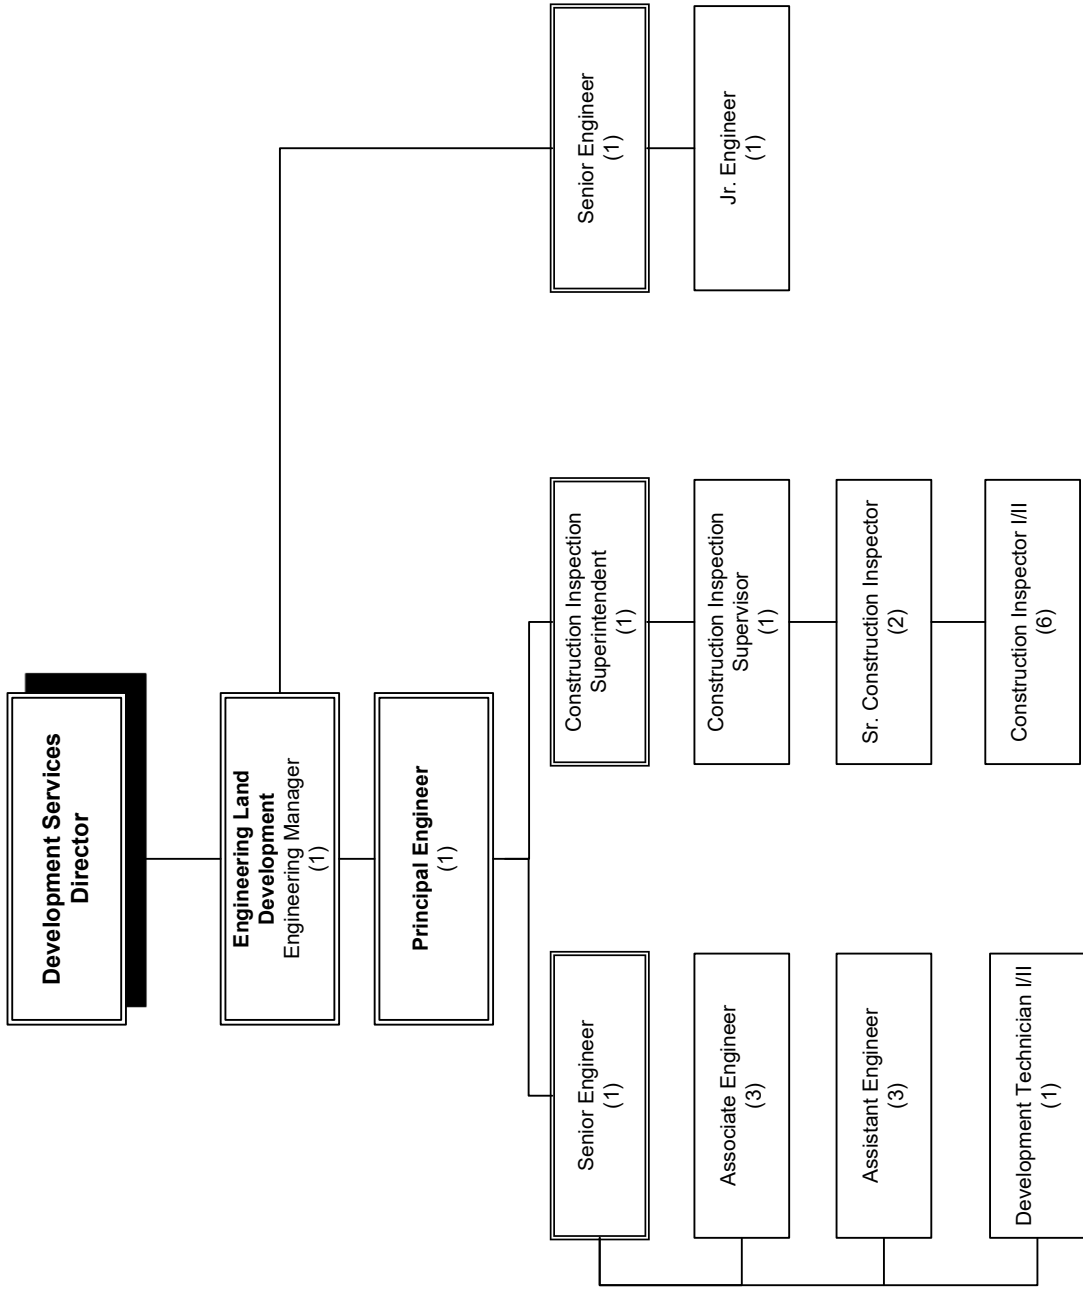 Development Services
Director
Engineering Land
Development
Engineering Manager
(1)
Principal Engineer
(1)
Senior Engineer
(1)
Associate Engineer
(3)
Assistant Engineer
(3)
Development Technician I/II
(1)
Construction Inspection
Superintendent
(1)
Construction Inspection
Supervisor
(1)
Sr. Construction Inspector
(2)
Construction Inspector I/II
(6)
Senior Engineer
(1)
Jr. Engineer
(1)